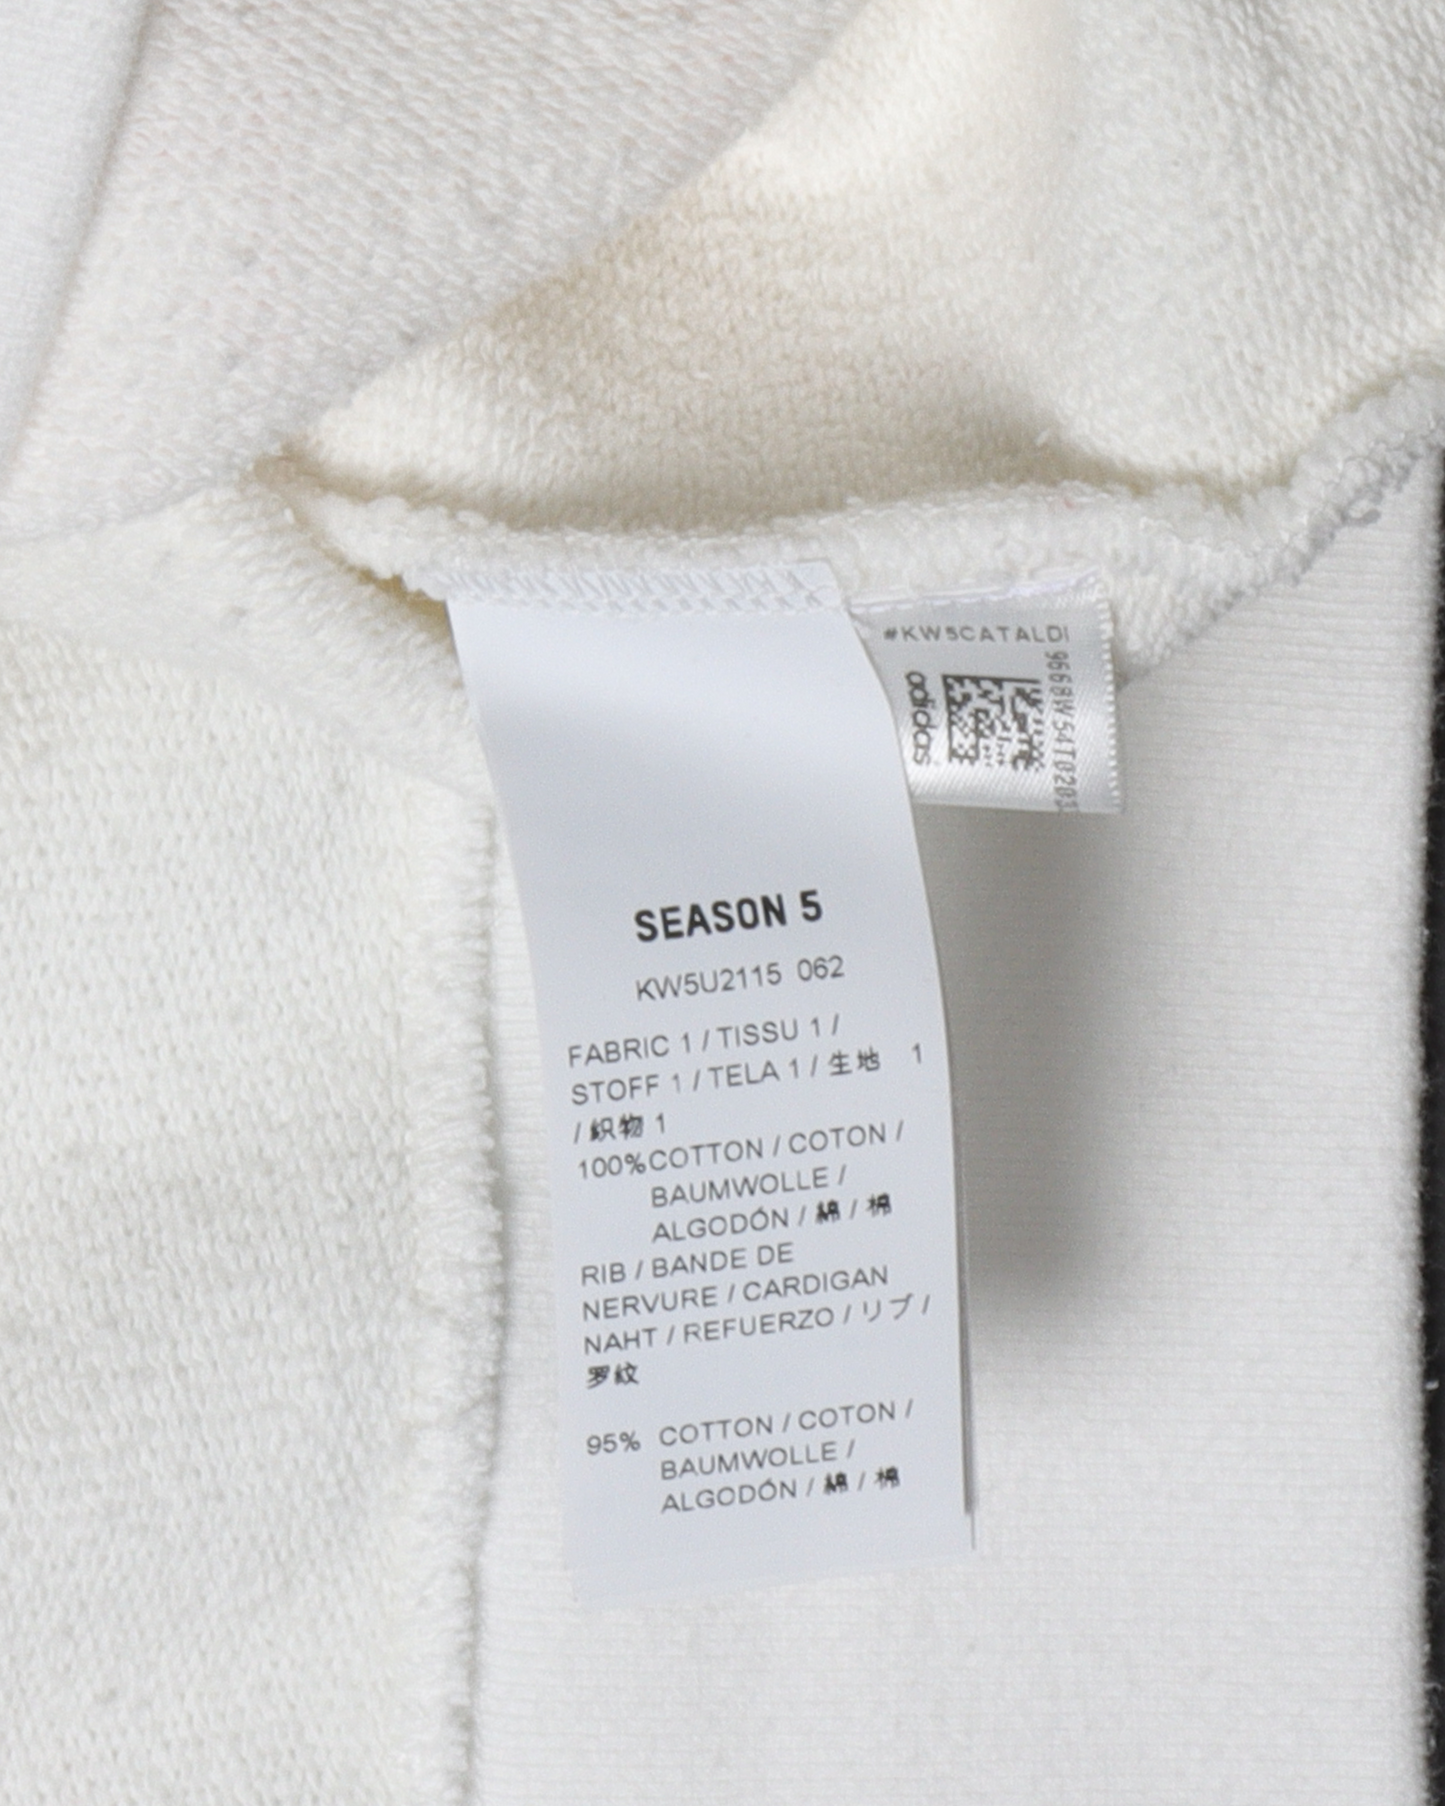 #KW5CATALDI
adidas
SEASON 5
KW5U2115 062
FABRIC 1 / TISSU 1 /
STOFF 1 / TELA 1 / 生地 1
/ 织物 1
100% COTTON / COTON /
BAUMWOLLE /
ALGODÓN / 綿 / 棉
RIB / BANDE DE
NERVURE / CARDIGAN
NAHT / REFUERZO / リブ /
罗紋
95% COTTON / COTON /
BAUMWOLLE /
ALGODÓN / 綿 / 棉